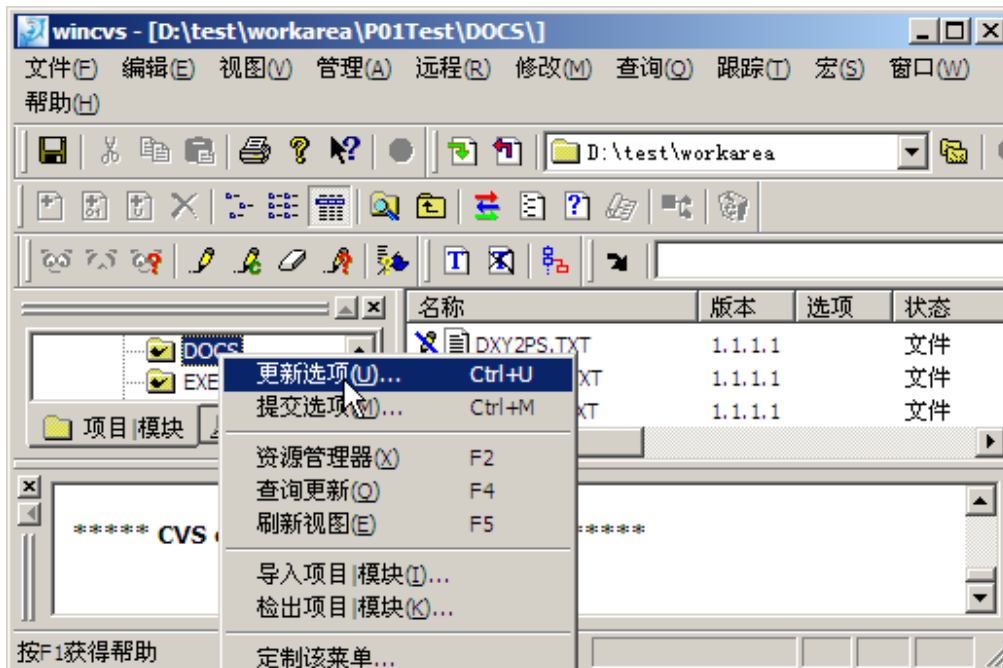 wincvs - [D:\test\workarea\P01Test\DOCS\]
文件(F) 编辑(E) 视图(V) 管理(A) 远程(R) 修改(M) 查询(Q) 跟踪(T) 宏(S) 窗口(W)
帮助(H)
D:\test\workarea
名称 版本 选项 状态
DOCS
DXY2PS.TXT 1.1.1.1 文件
EXE
XT 1.1.1.1 文件
XT 1.1.1.1 文件
项目|模块
更新选项(U)... Ctrl+U
提交选项(M)... Ctrl+M
资源管理器(X) F2
查询更新(Q) F4
刷新视图(E) F5
导入项目|模块(I)...
检出项目|模块(K)...
定制该菜单...
***** CVS ******
按F1获得帮助